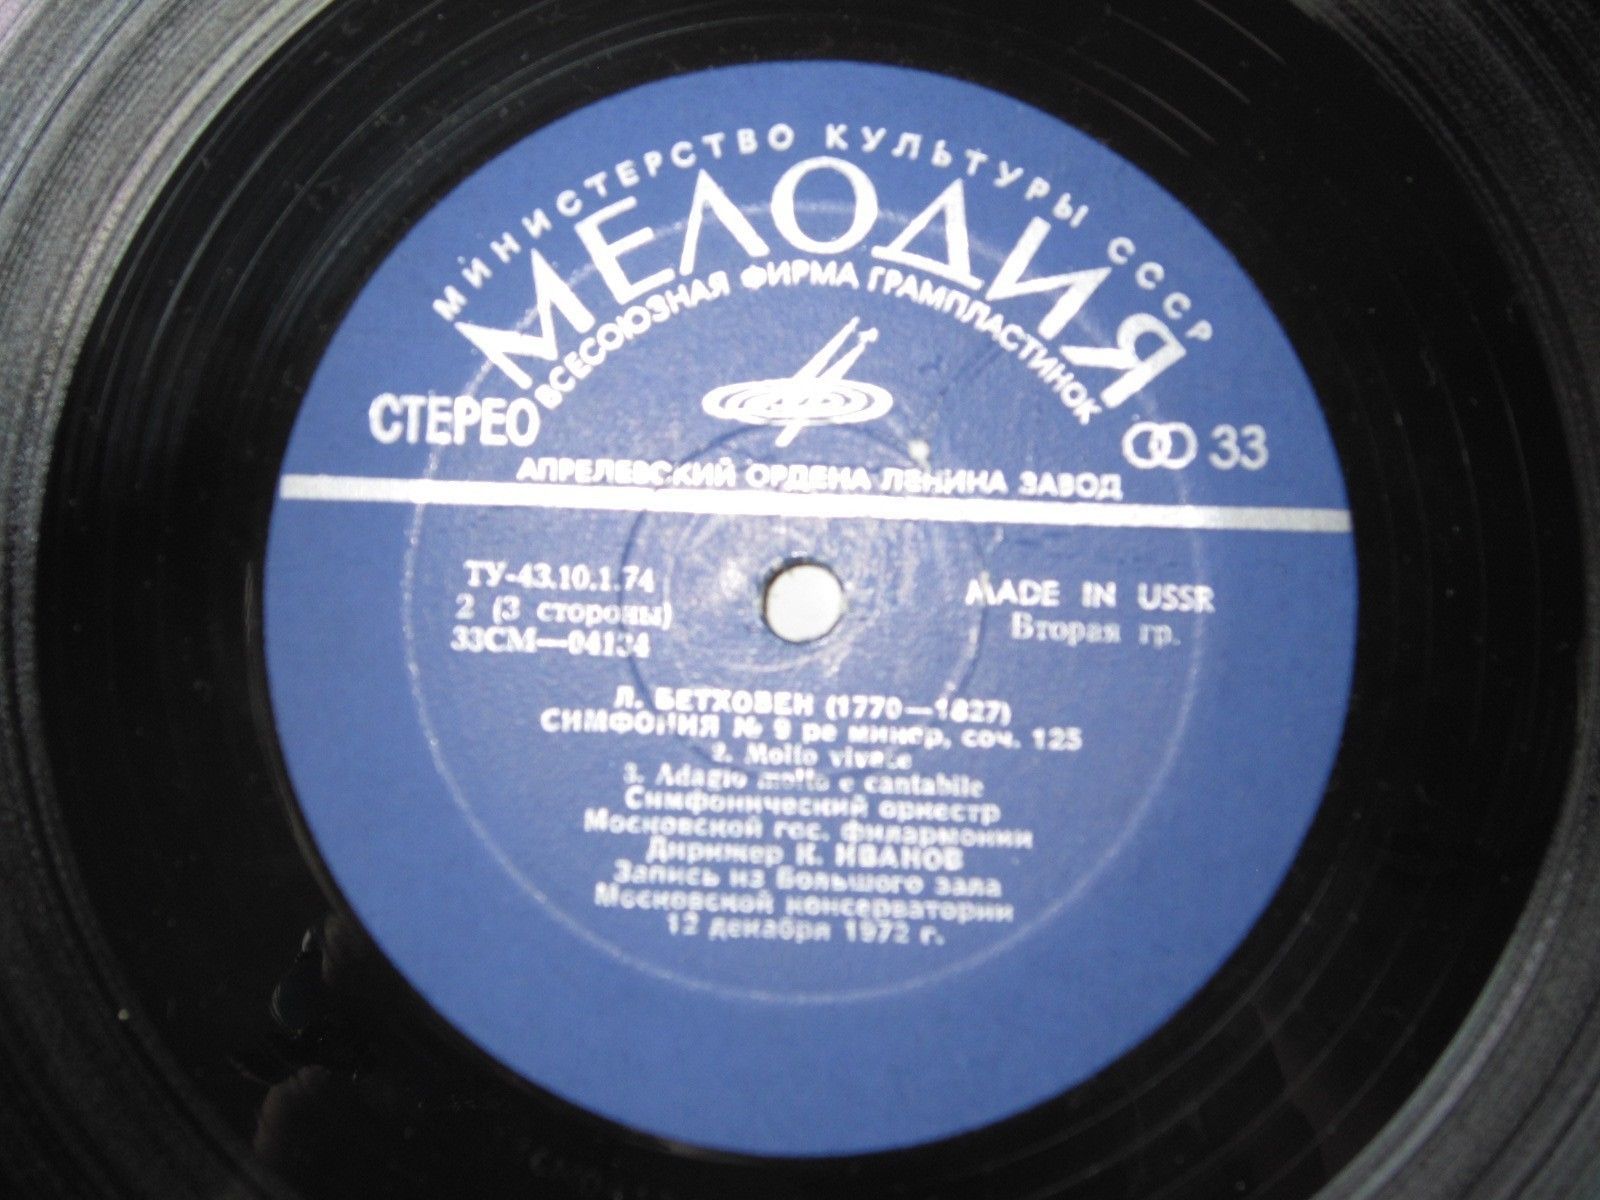 МИНИСТЕРСТВО КУЛЬТУРЫ СССР
МЕЛОДИЯ
ВСЕСОЮЗНАЯ ФИРМА ГРАМПЛАСТИНОК
СТЕРЕО
33
АПРЕЛЕВСКИЙ ОРДЕНА ЛЕНИНА ЗАВОД
ТУ-43.10.1.74
2 (3 стороны)
33СМ—04134
MADE IN USSR
Вторая гр.
Л. БЕТХОВЕН (1770—1827)
СИМФОНИЯ № 9 ре минор, соч. 125
2. Molto vivace
3. Adagio molto e cantabile
Симфонический оркестр
Московской гос. филармонии
Дирижер К. ИВАНОВ
Запись из Большого зала
Московской консерватории
12 декабря 1972 г.